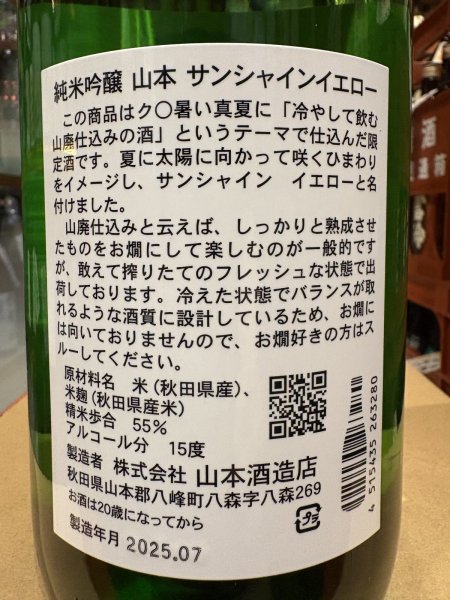 純米吟醸 山本 サンシャインイエロー
この商品はク〇暑い真夏に「冷やして飲む
山廃仕込みの酒」というテーマで仕込んだ限
定酒です。夏に太陽に向かって咲くひまわり
をイメージし、サンシャイン イエローと名
付けました。
山廃仕込みと云えば、しっかりと熟成させ
たものをお燗にして楽しむのが一般的です
が、敢えて搾りたてのフレッシュな状態で出
荷しております。冷えた状態でバランスが取
れるような酒質に設計しているため、お燗に
は向いておりませんので、お燗好きの方はス
ルーしてください。
原材料名 米(秋田県産)、
米麹(秋田県産米)
精米歩合 55%
アルコール分 15度
製造者 株式会社 山本酒造店
秋田県山本郡八峰町八森字八森269
お酒は20歳になってから
製造年月 2025.07
プラ
4 515435 263280
酒